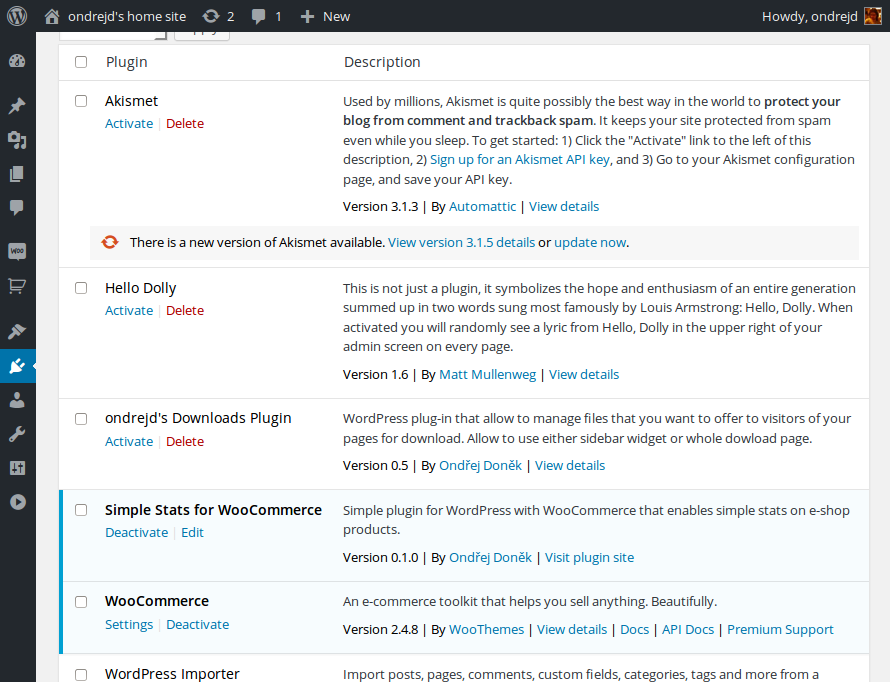 ondrejd's home site 2 1 New Howdy, ondrejd
Apply
Plugin Description
Akismet
Activate | Delete
Used by millions, Akismet is quite possibly the best way in the world to protect your
blog from comment and trackback spam. It keeps your site protected from spam
even while you sleep. To get started: 1) Click the "Activate" link to the left of this
description, 2) Sign up for an Akismet API key, and 3) Go to your Akismet configuration
page, and save your API key.
Version 3.1.3 | By Automattic | View details
There is a new version of Akismet available. View version 3.1.5 details or update now.
Hello Dolly
Activate | Delete
This is not just a plugin, it symbolizes the hope and enthusiasm of an entire generation
summed up in two words sung most famously by Louis Armstrong: Hello, Dolly. When
activated you will randomly see a lyric from Hello, Dolly in the upper right of your
admin screen on every page.
Version 1.6 | By Matt Mullenweg | View details
ondrejd's Downloads Plugin
Activate | Delete
WordPress plug-in that allow to manage files that you want to offer to visitors of your
pages for download. Allow to use either sidebar widget or whole dowload page.
Version 0.5 | By Ondřej Doněk | View details
Simple Stats for WooCommerce
Deactivate | Edit
Simple plugin for WordPress with WooCommerce that enables simple stats on e-shop
products.
Version 0.1.0 | By Ondřej Doněk | Visit plugin site
WooCommerce
Settings | Deactivate
An e-commerce toolkit that helps you sell anything. Beautifully.
Version 2.4.8 | By WooThemes | View details | Docs | API Docs | Premium Support
WordPress Importer
Import posts, pages, comments, custom fields, categories, tags and more from a